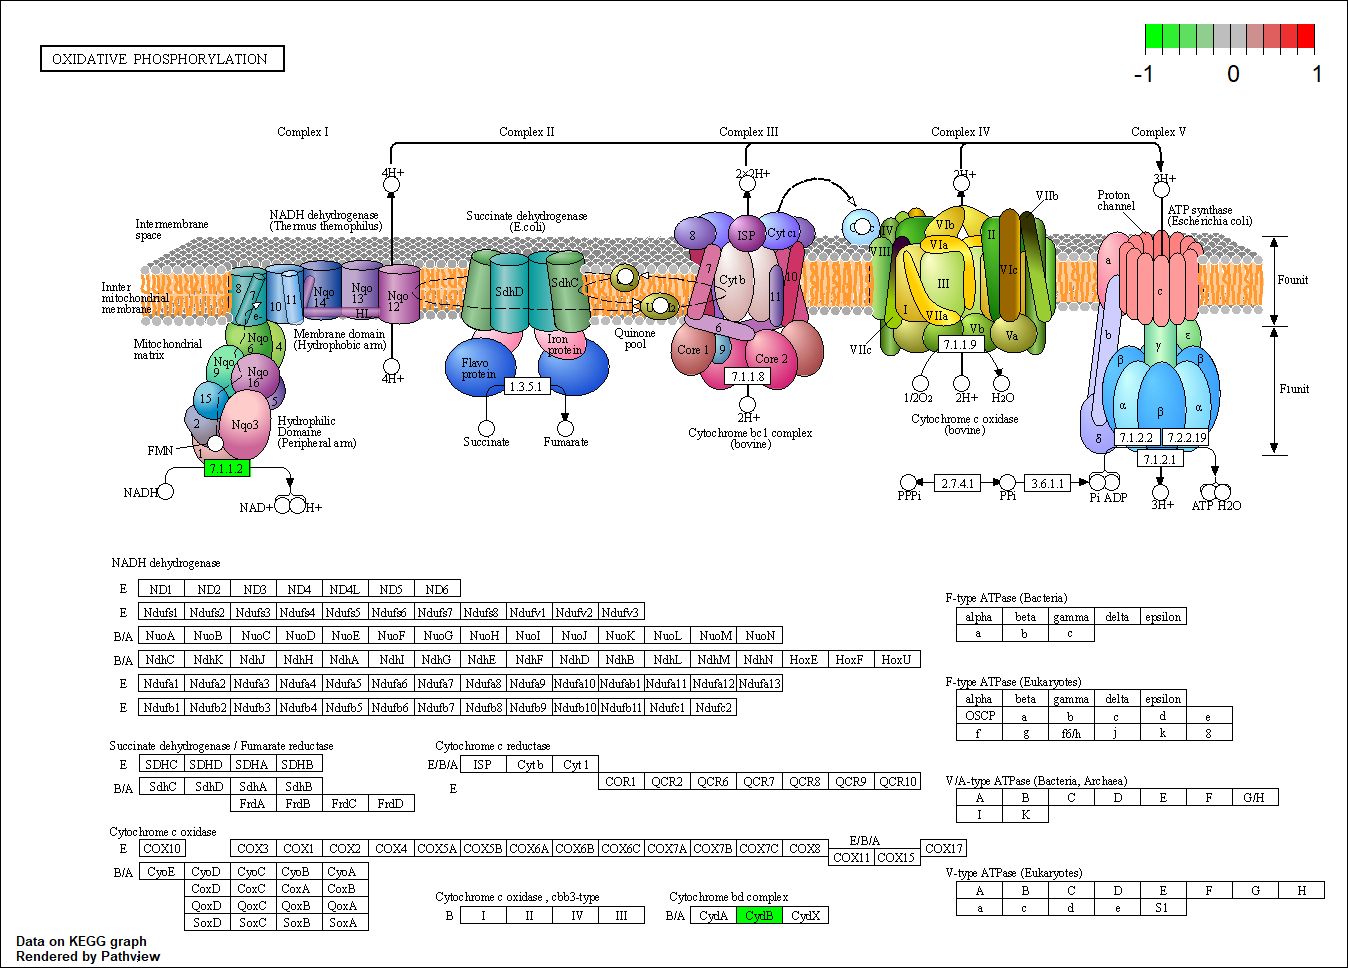 OXIDATIVE PHOSPHORYLATION
-1 0 1
Complex I Complex II Complex III Complex IV Complex V
4H+ 2×2H+ 2H+ 3H+
NADH dehydrogenase
(Thermus themophilus)
Succinate dehydrogenase
(E.coli)
Intermembrane
space
Innter
mitochondrial
membrane
Mitochondrial
matrix
Proton
channel
ATP synthase
(Escherichia coli)
8 e- 10 11 Nqo 14 Nqo 13 HL Nqo 12
Nqo 6 4 Nqo 9 Nqo 16 15 j 5 2 Nqo3 1
Membrane domain
(Hydrophobic arm)
Hydrophilic
Domaine
(Peripheral arm)
FMN
7.1.1.2
NADH
NAD+ H+
4H+
SdhD SdhC
Flavo
protein
Iron
protein
1.3.5.1
Succinate Fumarate
Quinone
pool
U
8 ISP Cyt c1
7 Cyt b 10 11
6
Core 1 9 Core 2
7.1.1.8
2H+
Cytochrome bc1 complex
(bovine)
c
VIIb
IV VIb II
VIII VIa VIc
III
I VIIa
Vb Va
VIIc
7.1.1.9
1/2O2 2H+ H2O
Cytochrome c oxidase
(bovine)
a c
b γ ε
β β
α β α
δ
F0unit
F1unit
7.1.2.2 7.2.2.19
7.1.2.1
PPPi 2.7.4.1 PPi 3.6.1.1 Pi ADP 3H+ ATP H2O
NADH dehydrogenase
E ND1 ND2 ND3 ND4 ND4L ND5 ND6
E Ndufs1 Ndufs2 Ndufs3 Ndufs4 Ndufs5 Ndufs6 Ndufs7 Ndufs8 Ndufv1 Ndufv2 Ndufv3
B/A NuoA NuoB NuoC NuoD NuoE NuoF NuoG NuoH NuoI NuoJ NuoK NuoL NuoM NuoN
B/A NdhC NdhK NdhJ NdhH NdhA NdhI NdhG NdhE NdhF NdhD NdhB NdhL NdhM NdhN HoxE HoxF HoxU
E Ndufa1 Ndufa2 Ndufa3 Ndufa4 Ndufa5 Ndufa6 Ndufa7 Ndufa8 Ndufa9 Ndufa10 Ndufab1 Ndufa11 Ndufa12 Ndufa13
E Ndufb1 Ndufb2 Ndufb3 Ndufb4 Ndufb5 Ndufb6 Ndufb7 Ndufb8 Ndufb9 Ndufb10 Ndufb11 Ndufc1 Ndufc2
Succinate dehydrogenase / Fumarate reductase
E SDHC SDHD SDHA SDHB
B/A SdhC SdhD SdhA SdhB
FrdA FrdB FrdC FrdD
Cytochrome c reductase
E/B/A ISP Cyt b Cyt 1
E COR1 QCR2 QCR6 QCR7 QCR8 QCR9 QCR10
Cytochrome c oxidase
E COX10 COX3 COX1 COX2 COX4 COX5A COX5B COX6A COX6B COX6C COX7A COX7B COX7C COX8
E/B/A
COX11 COX15
COX17
B/A CyoE CyoD CyoC CyoB CyoA
CoxD CoxC CoxA CoxB
QoxD QoxC QoxB QoxA
SoxD SoxC SoxB SoxA
Cytochrome c oxidase , cbb3-type
B I II IV III
Cytochrome bd complex
B/A CydA CydB CydX
F-type ATPase (Bacteria)
alpha beta gamma delta epsilon
a b c
F-type ATPase (Eukaryotes)
alpha beta gamma delta epsilon
OSCP a b c d e
f g f6/h j k 8
V/A-type ATPase (Bacteria, Archaea)
A B C D E F G/H
I K
V-type ATPase (Eukaryotes)
A B C D E F G H
a c d e S1
Data on KEGG graph
Rendered by Pathview